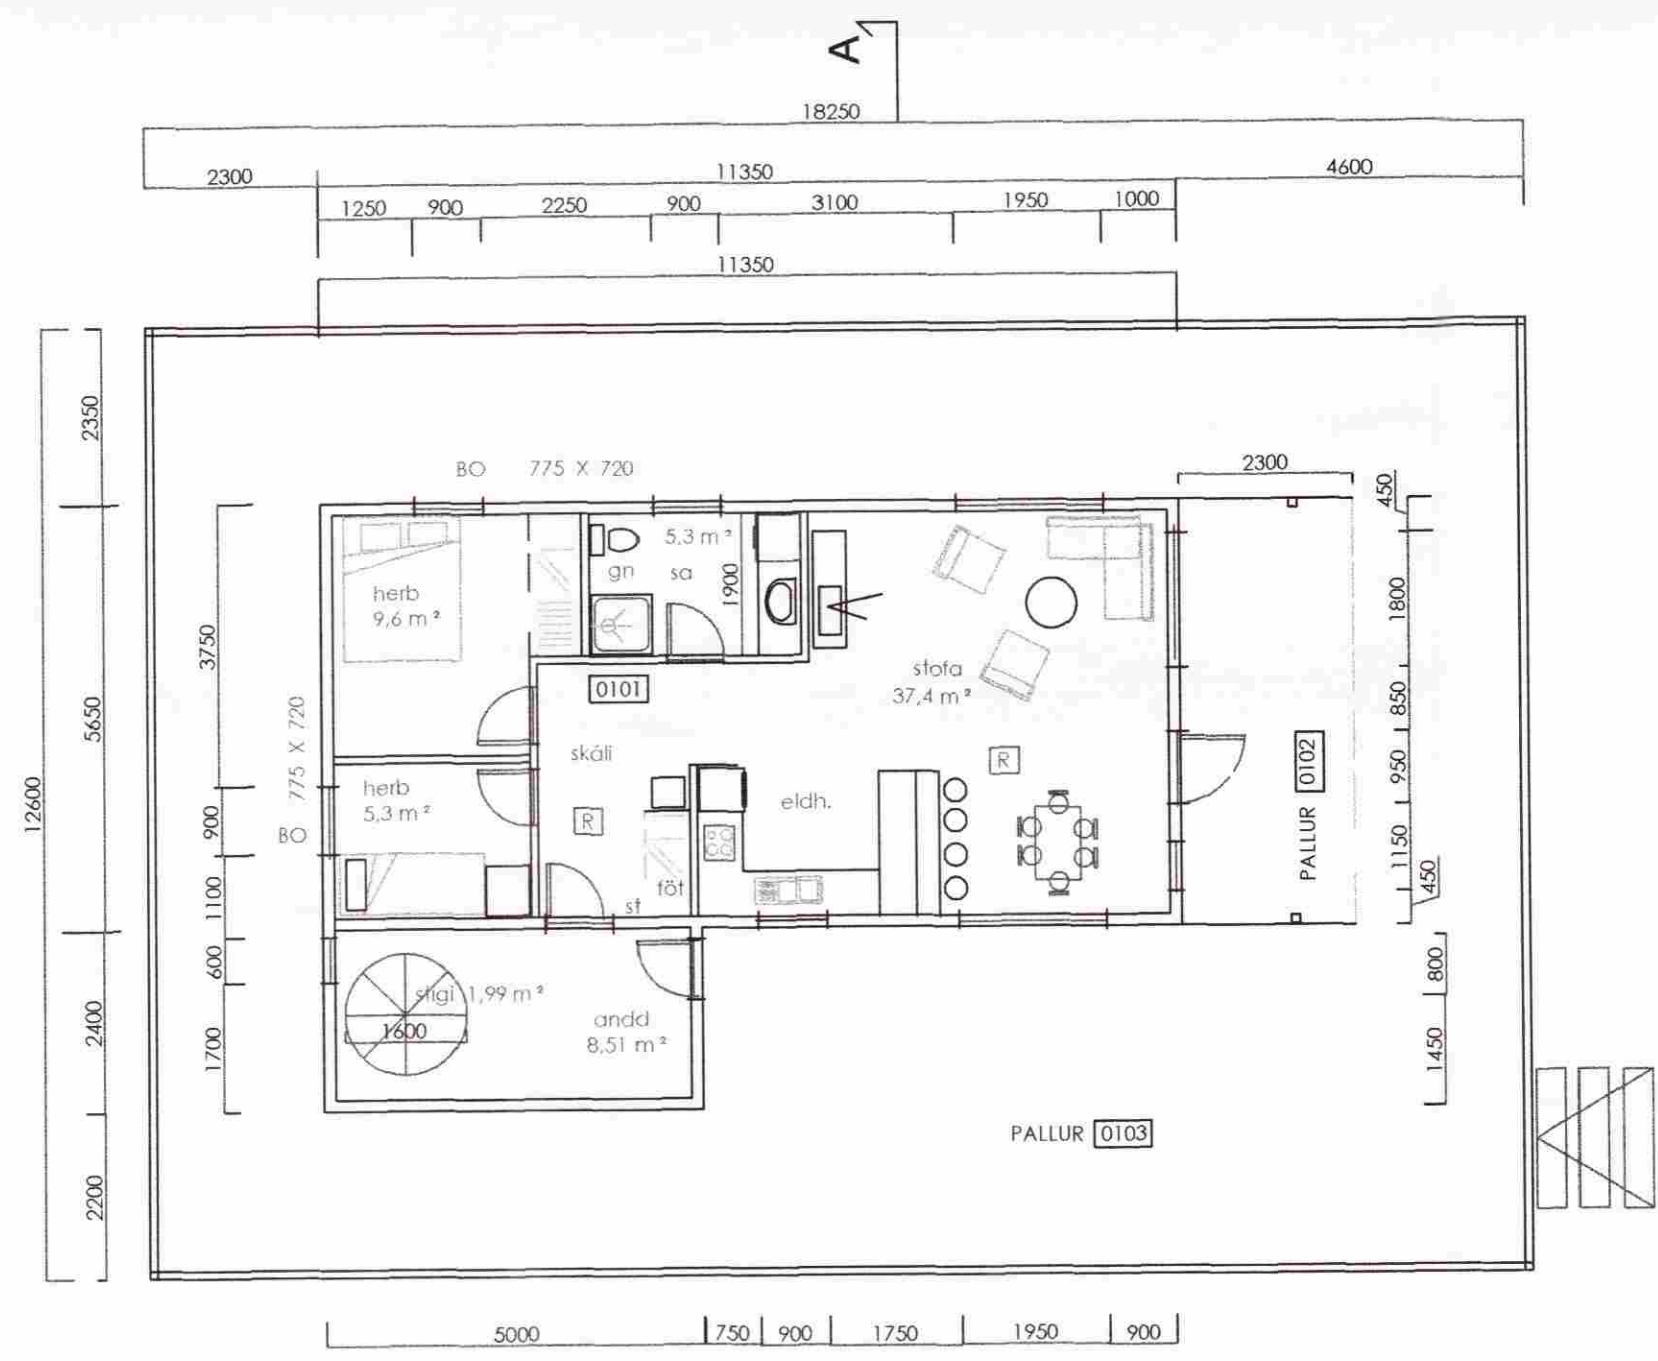 A
18250
2300 11350 4600
1250 900 2250 900 3100 1950 1000
11350
BO 775 X 720
2300
2350
5650
2400
2200
12600
3750
900
1100
600
1700
775 X 720
BO
herb
9,6 m²
gn
sa
5,3 m²
1900
0101
stofa
37,4 m²
skáli
herb
5,3 m²
R
eldh.
R
föt
st
stigi 1,99 m²
1600
andd
8,51 m²
PALLUR 0102
450
1800
850
950
1150
450
800
1450
PALLUR 0103
5000 750 900 1750 1950 900